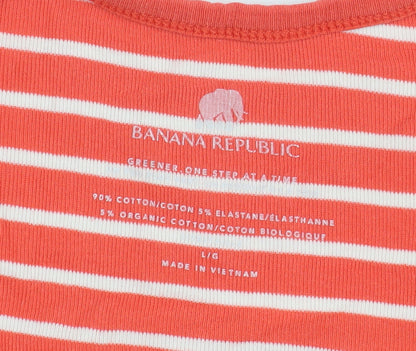 BANANA REPUBLIC
GREENER, ONE STEP AT A TIME
90% COTTON/COTON 5% ELASTANE/ÉLASTHANNE
5% ORGANIC COTTON/COTON BIOLOGIQUE
L/G
MADE IN VIETNAM